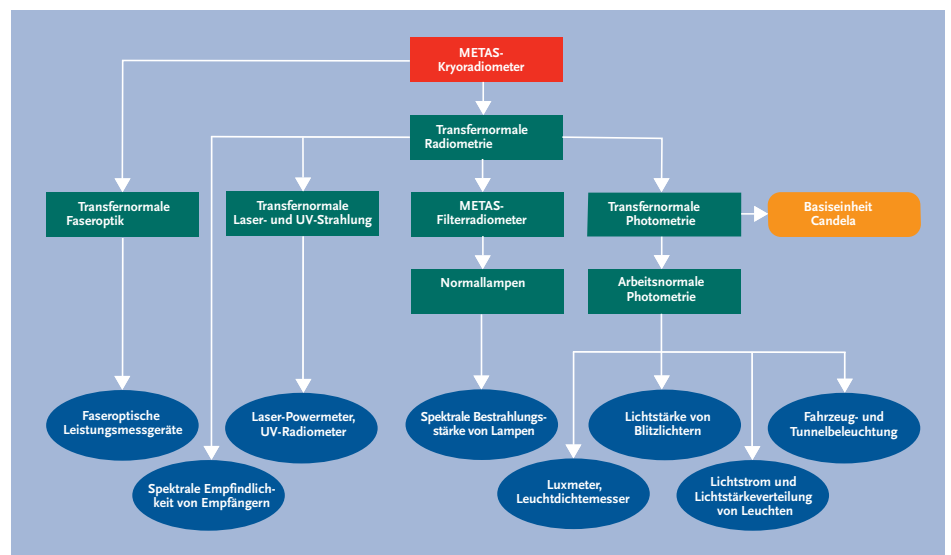 METAS-
Kryoradiometer
Transfernormale
Radiometrie
Transfernormale
Faseroptik
Transfernormale
Laser- und UV-Strahlung
METAS-
Filterradiometer
Transfernormale
Photometrie
Basiseinheit
Candela
Normallampen
Arbeitsnormale
Photometrie
Faseroptische
Leistungsmessgeräte
Laser-Powermeter,
UV-Radiometer
Spektrale Bestrahlungs-
stärke von Lampen
Lichtstärke von
Blitzlichtern
Fahrzeug- und
Tunnelbeleuchtung
Spektrale Empfindlich-
keit von Empfängern
Luxmeter,
Leuchtdichtemesser
Lichtstrom und
Lichtstärkeverteilung
von Leuchten